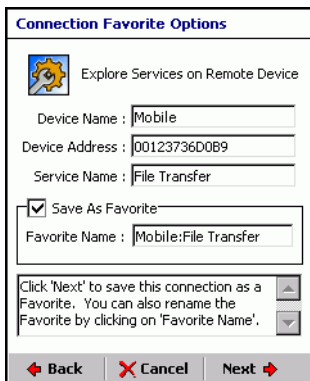 Connection Favorite Options
Explore Services on Remote Device
Device Name : Mobile
Device Address : 00123736D0B9
Service Name : File Transfer
Save As Favorite
Favorite Name : Mobile:File Transfer
Click 'Next' to save this connection as a
Favorite. You can also rename the
Favorite by clicking on 'Favorite Name'.
Back Cancel Next